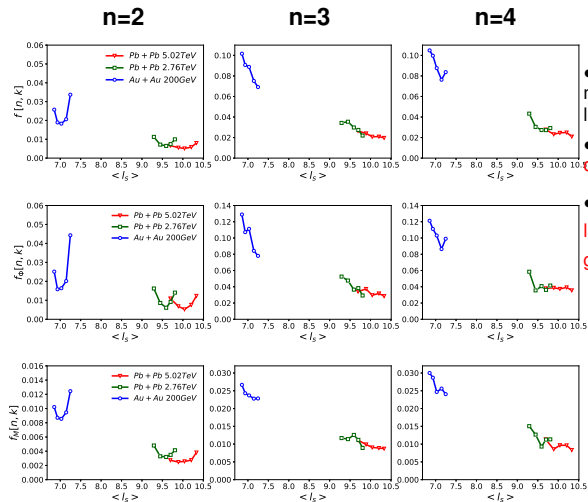 n=2 n=3 n=4
f [n, k]
0.06 0.05 0.04 0.03 0.02 0.01 0.00
Pb + Pb 5.02TeV
Pb + Pb 2.76TeV
Au + Au 200GeV
7.0 7.5 8.0 8.5 9.0 9.5 10.0 10.5
< l_s >
0.12 0.10 0.08 0.06 0.04 0.02 0.00
7.0 7.5 8.0 8.5 9.0 9.5 10.0 10.5
< l_s >
0.10 0.08 0.06 0.04 0.02 0.00
7.0 7.5 8.0 8.5 9.0 9.5 10.0 10.5
< l_s >
f_Φ[n, k]
0.06 0.05 0.04 0.03 0.02 0.01 0.00
Pb + Pb 5.02TeV
Pb + Pb 2.76TeV
Au + Au 200GeV
7.0 7.5 8.0 8.5 9.0 9.5 10.0 10.5
< l_s >
0.14 0.12 0.10 0.08 0.06 0.04 0.02 0.00
7.0 7.5 8.0 8.5 9.0 9.5 10.0 10.5
< l_s >
0.14 0.12 0.10 0.08 0.06 0.04 0.02 0.00
7.0 7.5 8.0 8.5 9.0 9.5 10.0 10.5
< l_s >
f_M[n, k]
0.016 0.014 0.012 0.010 0.008 0.006 0.004 0.002 0.000
Pb + Pb 5.02TeV
Pb + Pb 2.76TeV
Au + Au 200GeV
7.0 7.5 8.0 8.5 9.0 9.5 10.0 10.5
< l_s >
0.030 0.025 0.020 0.015 0.010 0.005 0.000
7.0 7.5 8.0 8.5 9.0 9.5 10.0 10.5
< l_s >
0.030 0.025 0.020 0.015 0.010 0.005 0.000
7.0 7.5 8.0 8.5 9.0 9.5 10.0 10.5
< l_s >